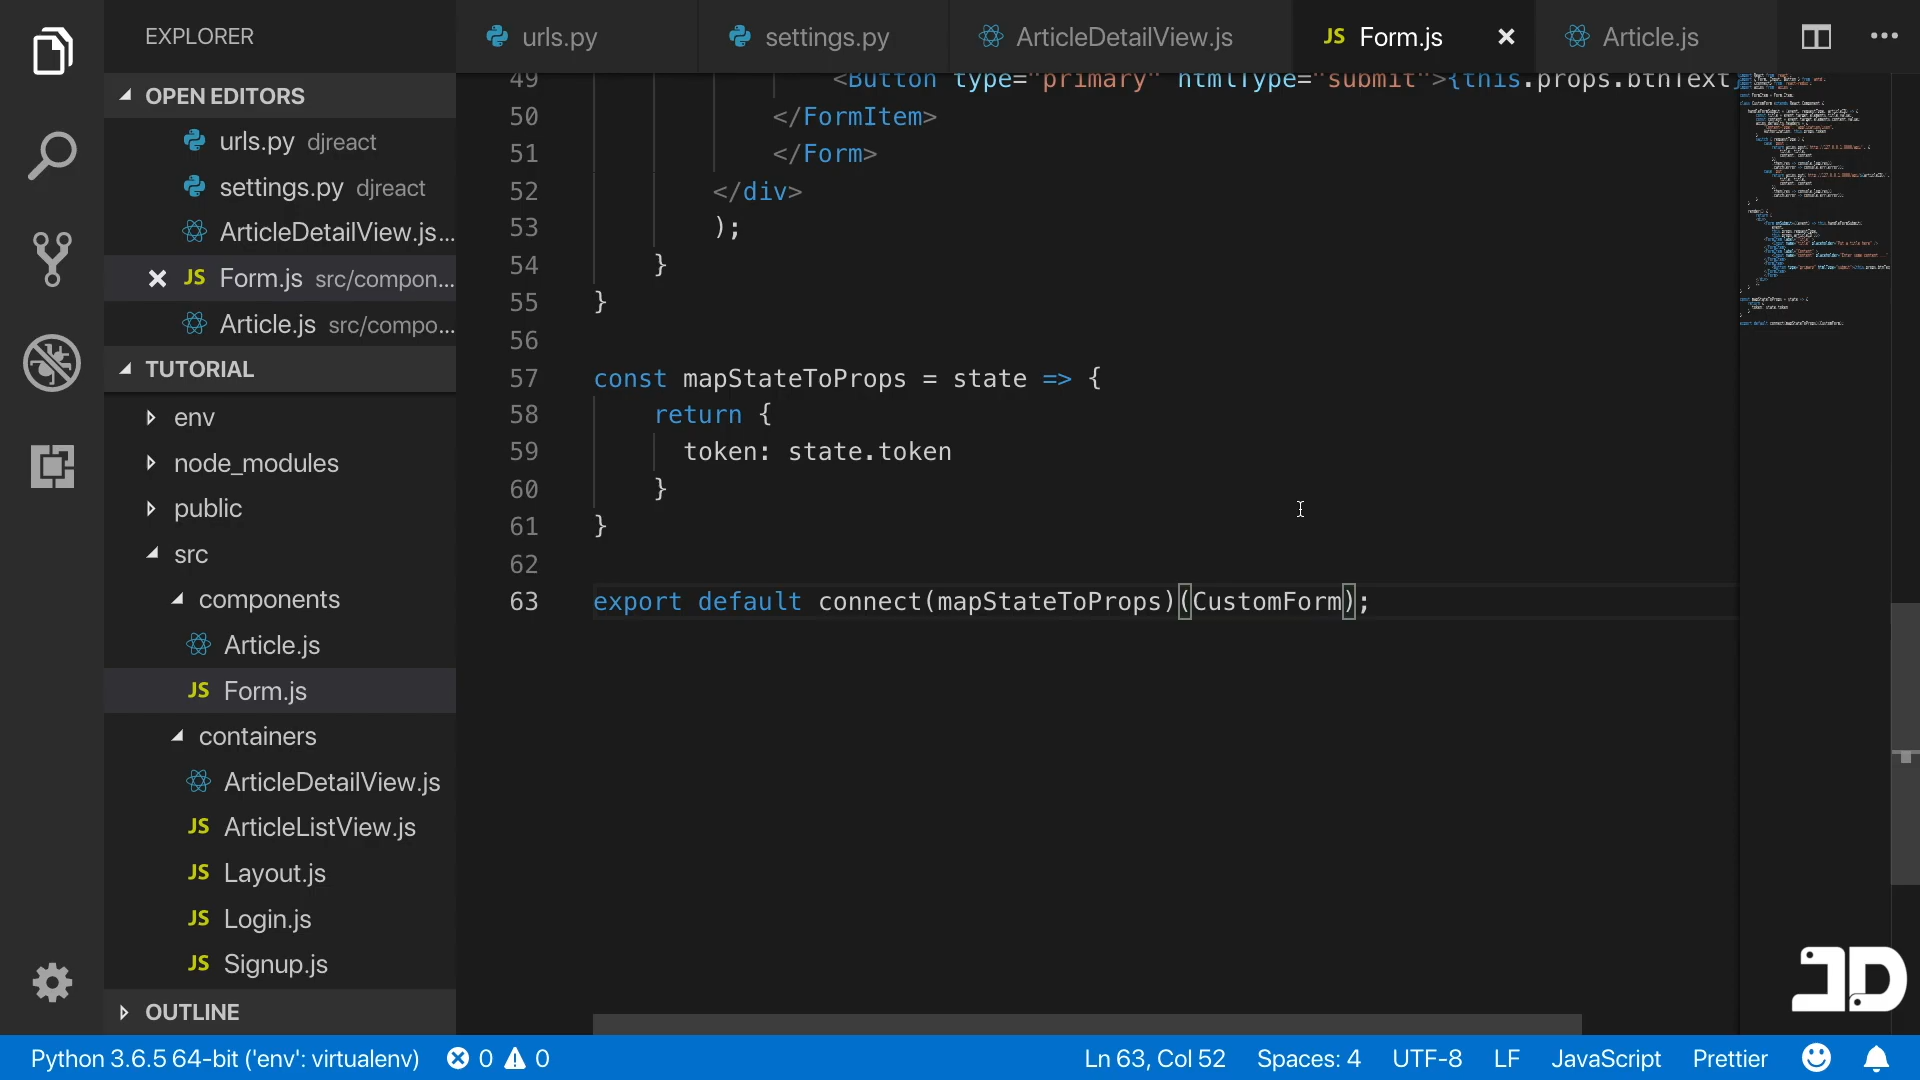 EXPLORER
OPEN EDITORS
urls.py djreact
settings.py djreact
ArticleDetailView.js...
Form.js src/compon...
Article.js src/compo...
TUTORIAL
env
node_modules
public
src
components
Article.js
Form.js
containers
ArticleDetailView.js
ArticleListView.js
Layout.js
Login.js
Signup.js
OUTLINE
urls.py
settings.py
ArticleDetailView.js
JS Form.js
Article.js
49 <Button type="primary" htmlType="submit">{this.props.btnText
50 </FormItem>
51 </Form>
52 </div>
53 );
54 }
55 }
56
57 const mapStateToProps = state => {
58 return {
59 token: state.token
60 }
61 }
62
63 export default connect(mapStateToProps)(CustomForm);
JD
Python 3.6.5 64-bit ('env': virtualenv) 0 0 Ln 63, Col 52 Spaces: 4 UTF-8 LF JavaScript Prettier